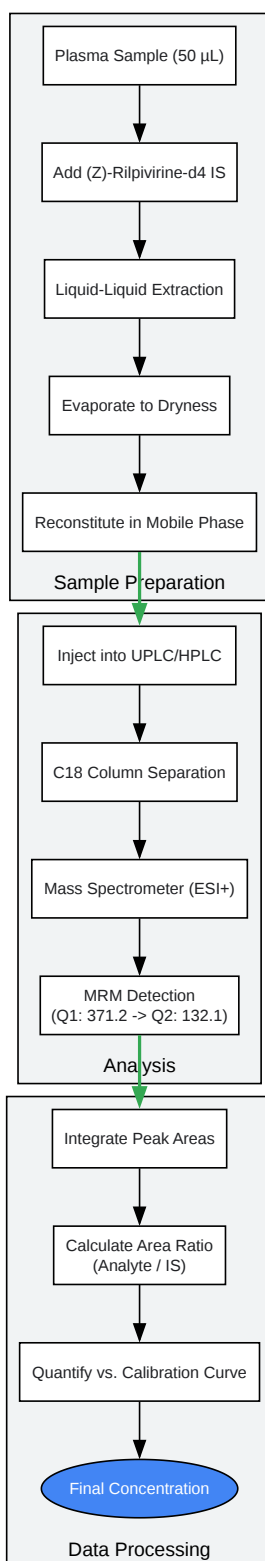 Plasma Sample (50 µL)
Add (Z)-Rilpivirine-d4 IS
Liquid-Liquid Extraction
Evaporate to Dryness
Reconstitute in Mobile Phase
Sample Preparation
Inject into UPLC/HPLC
C18 Column Separation
Mass Spectrometer (ESI+)
MRM Detection
(Q1: 371.2 -> Q2: 132.1)
Analysis
Integrate Peak Areas
Calculate Area Ratio
(Analyte / IS)
Quantify vs. Calibration Curve
Final Concentration
Data Processing